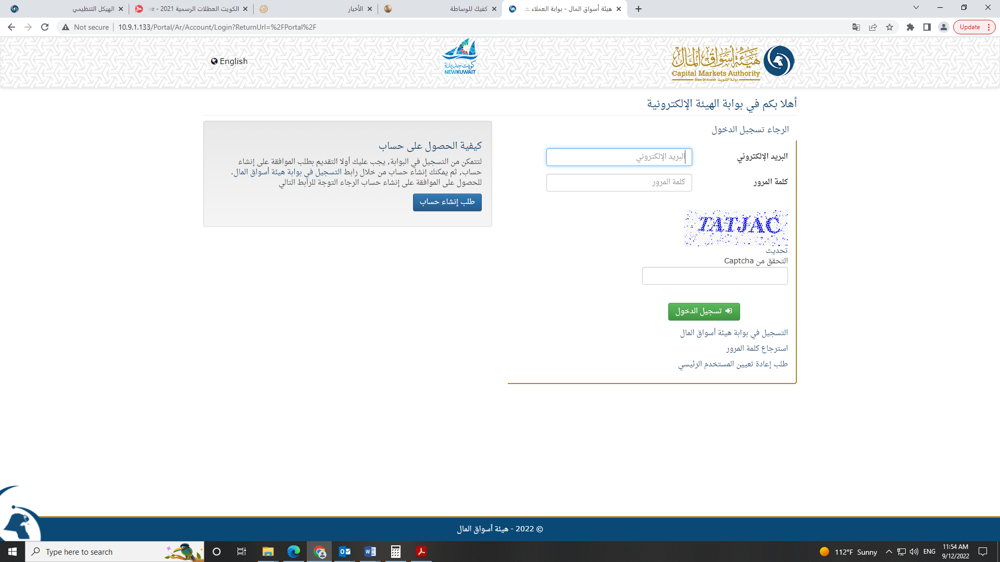 الهيكل التنظيمي
الكويت العطلات الرسمية 2021 - ne
الأخبار
كفيك للوساطة
هيئة أسواق المال - بوابة العملاء .::.
Not secure
10.9.1.133/Portal/Ar/Account/Login?ReturnUrl=%2FPortal%2F
Update
English
كويت جديدة
NEWKUWAIT
هيئة أسواق المال
Capital Markets Authority
State Of Kuwait دولة الكويت
أهلا بكم في بوابة الهيئة الإلكترونية
الرجاء تسجيل الدخول
البريد الإلكتروني
البريد الإلكتروني
كلمة المرور
كلمة المرور
TATJAC
تحديث
التحقق من Captcha
تسجيل الدخول
التسجيل في بوابة هيئة أسواق المال
استرجاع كلمة المرور
طلب إعادة تعيين المستخدم الرئيسي
كيفية الحصول على حساب
لتتمكن من التسجيل في البوابة, يجب عليك أولا التقديم بطلب الموافقة على إنشاء
حساب, ثم يمكنك إنشاء حساب من خلال رابط التسجيل في بوابة هيئة أسواق المال.
للحصول على الموافقة على إنشاء حساب الرجاء التوجة للرابط التالي
طلب إنشاء حساب
© 2022 - هيئة أسواق المال
Type here to search
112°F Sunny
ENG
11:54 AM
9/12/2022